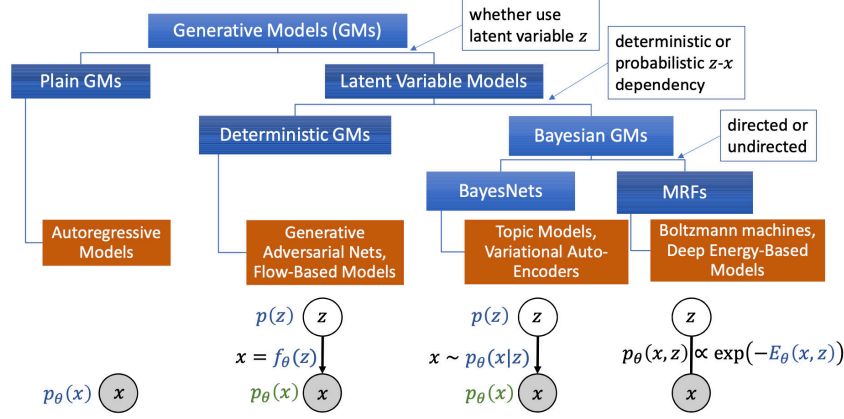 Generative Models (GMs)
whether use
latent variable z
deterministic or
probabilistic z-x
dependency
Plain GMs
Latent Variable Models
Deterministic GMs
Bayesian GMs
directed or
undirected
BayesNets
MRFs
Autoregressive
Models
Generative
Adversarial Nets,
Flow-Based Models
Topic Models,
Variational Auto-
Encoders
Boltzmann machines,
Deep Energy-Based
Models
p(z) z
p(z) z
z
x = f_θ(z)
x ~ p_θ(x|z)
p_θ(x, z) ∝ exp(−E_θ(x, z))
p_θ(x) x
p_θ(x) x
p_θ(x) x
x